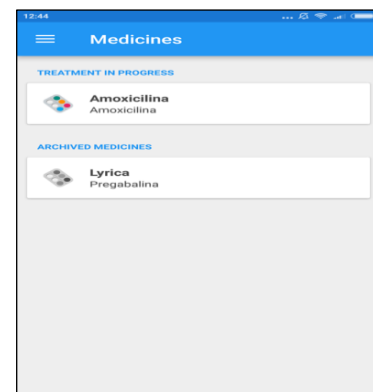 12:44
...
Medicines
TREATMENT IN PROGRESS
Amoxicilina
Amoxicilina
ARCHIVED MEDICINES
Lyrica
Pregabalina